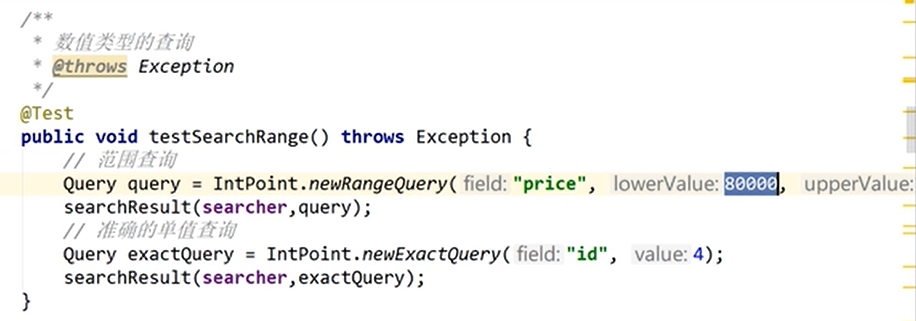 /**
 * 数值类型的查询
 * @throws Exception
 */
@Test
public void testSearchRange() throws Exception {
    // 范围查询
    Query query = IntPoint.newRangeQuery( field: "price", lowerValue: 80000, upperValue:
    searchResult(searcher,query);
    // 准确的单值查询
    Query exactQuery = IntPoint.newExactQuery( field: "id", value: 4);
    searchResult(searcher,exactQuery);
}